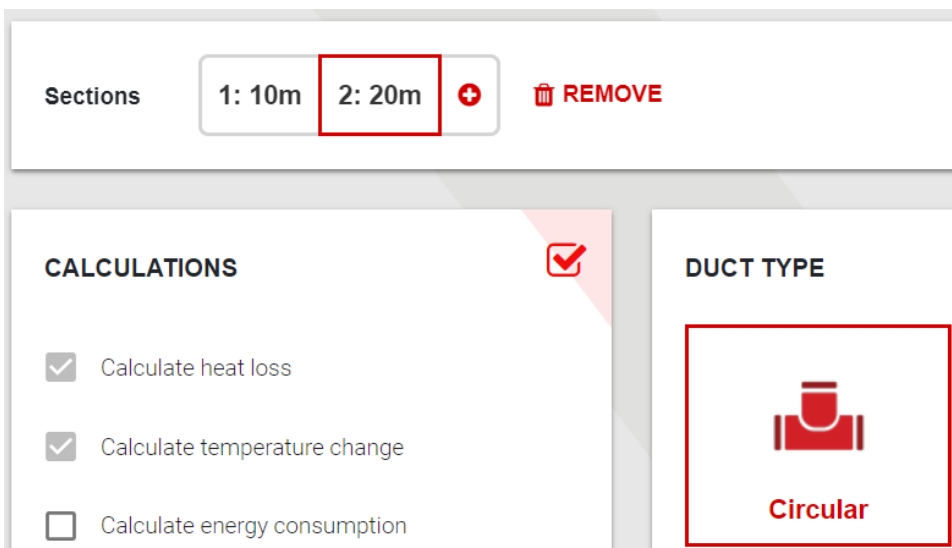 Sections 1: 10m 2: 20m REMOVE
CALCULATIONS
Calculate heat loss
Calculate temperature change
Calculate energy consumption
DUCT TYPE
Circular